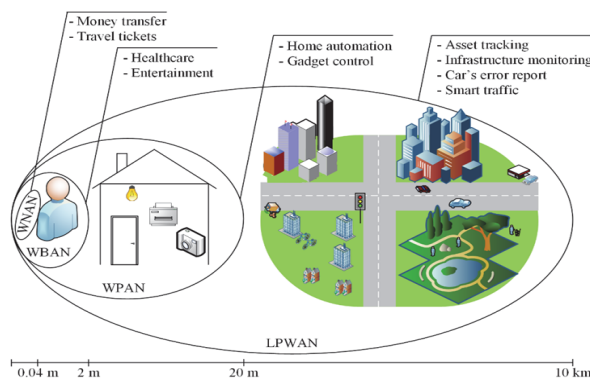 - Money transfer
- Travel tickets
- Healthcare
- Entertainment
- Home automation
- Gadget control
- Asset tracking
- Infrastructure monitoring
- Car's error report
- Smart traffic
WNAN
WBAN
WPAN
LPWAN
0.04 m
2 m
20 m
10 km